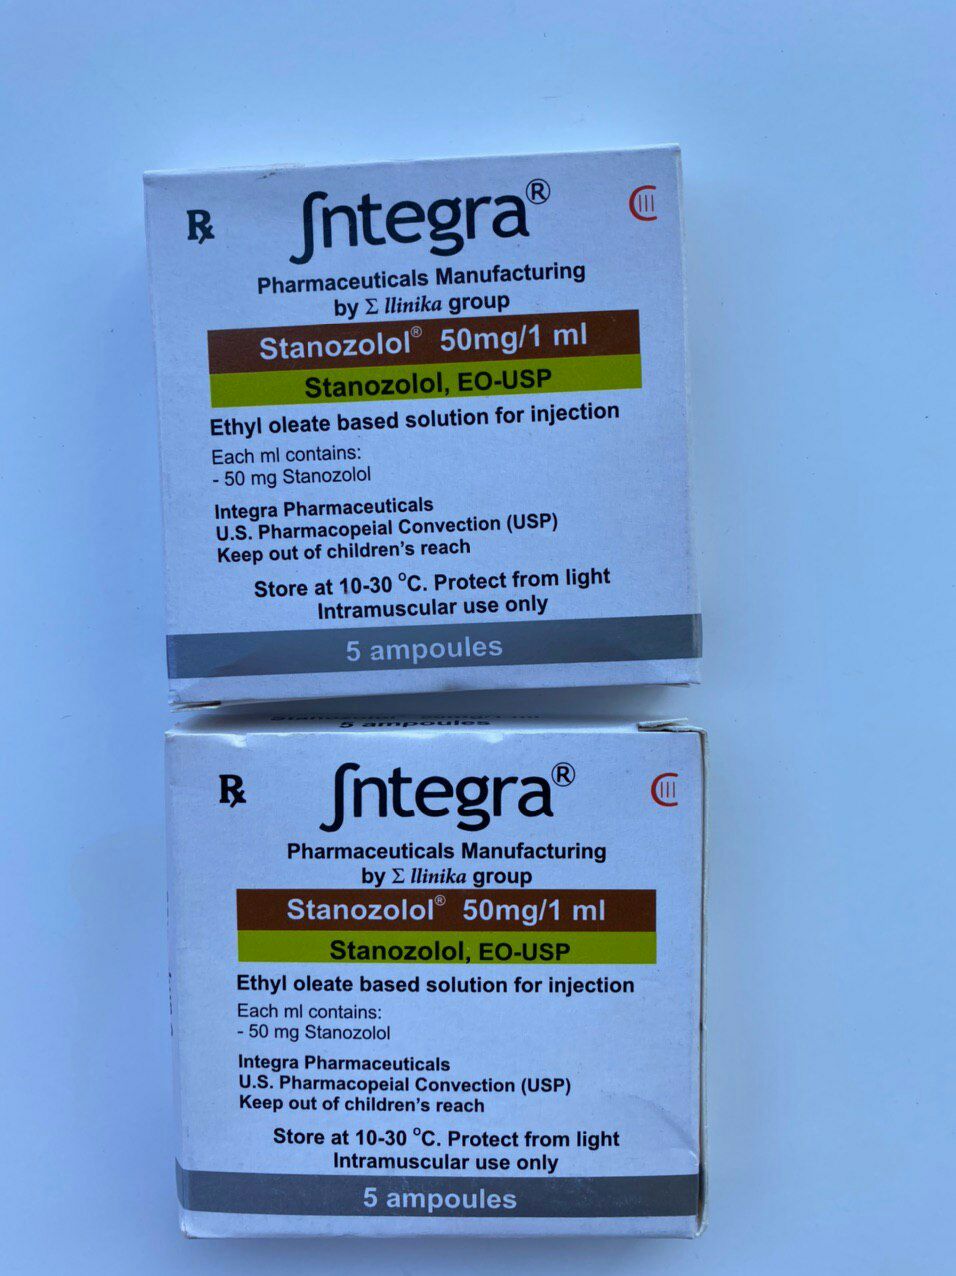 Rx
Integra®
CIII
Pharmaceuticals Manufacturing
by Σ llinika group
Stanozolol® 50mg/1 ml
Stanozolol, EO-USP
Ethyl oleate based solution for injection
Each ml contains:
- 50 mg Stanozolol
Integra Pharmaceuticals
U.S. Pharmacopeial Convection (USP)
Keep out of children's reach
Store at 10-30 °C. Protect from light
Intramuscular use only
5 ampoules
5 ampoules
Rx
Integra®
CIII
Pharmaceuticals Manufacturing
by Σ llinika group
Stanozolol® 50mg/1 ml
Stanozolol, EO-USP
Ethyl oleate based solution for injection
Each ml contains:
- 50 mg Stanozolol
Integra Pharmaceuticals
U.S. Pharmacopeial Convection (USP)
Keep out of children's reach
Store at 10-30 °C. Protect from light
Intramuscular use only
5 ampoules